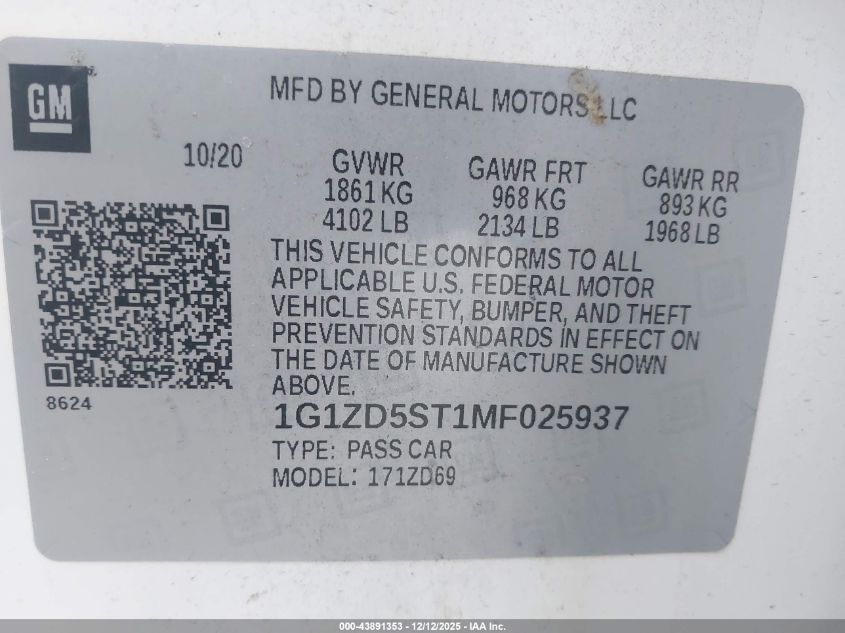 GM
MFD BY GENERAL MOTORS LLC
10/20
GVWR
1861 KG
4102 LB
GAWR FRT
968 KG
2134 LB
GAWR RR
893 KG
1968 LB
THIS VEHICLE CONFORMS TO ALL
APPLICABLE U.S. FEDERAL MOTOR
VEHICLE SAFETY, BUMPER, AND THEFT
PREVENTION STANDARDS IN EFFECT ON
THE DATE OF MANUFACTURE SHOWN
ABOVE.
8624
1G1ZD5ST1MF025937
TYPE: PASS CAR
MODEL: 171ZD69
000-43891353 - 12/12/2025 - IAA Inc.